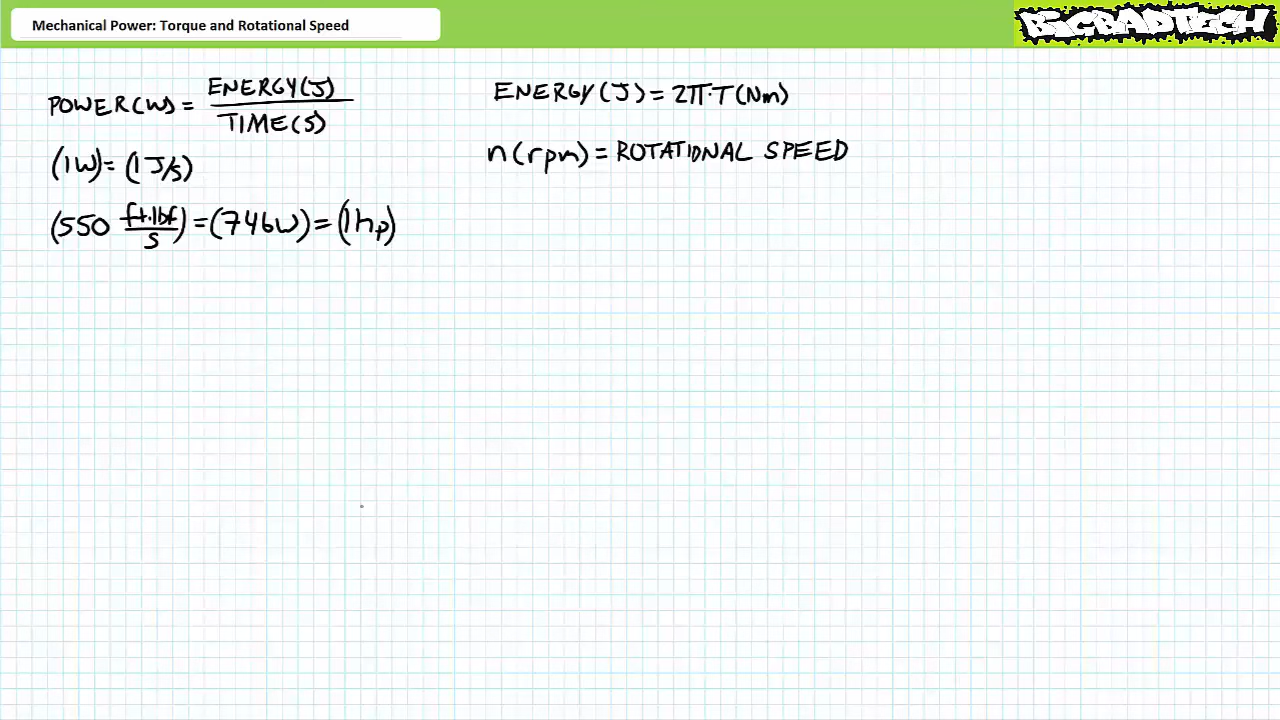 Mechanical Power: Torque and Rotational Speed
BIGBADTECH
POWER(W) = ENERGY(J) / TIME(S)
(1W) = (1 J/s)
(550 ft.lbf / s) = (746W) = (1hp)
ENERGY(J) = 2π·T(Nm)
n(rpm) = ROTATIONAL SPEED